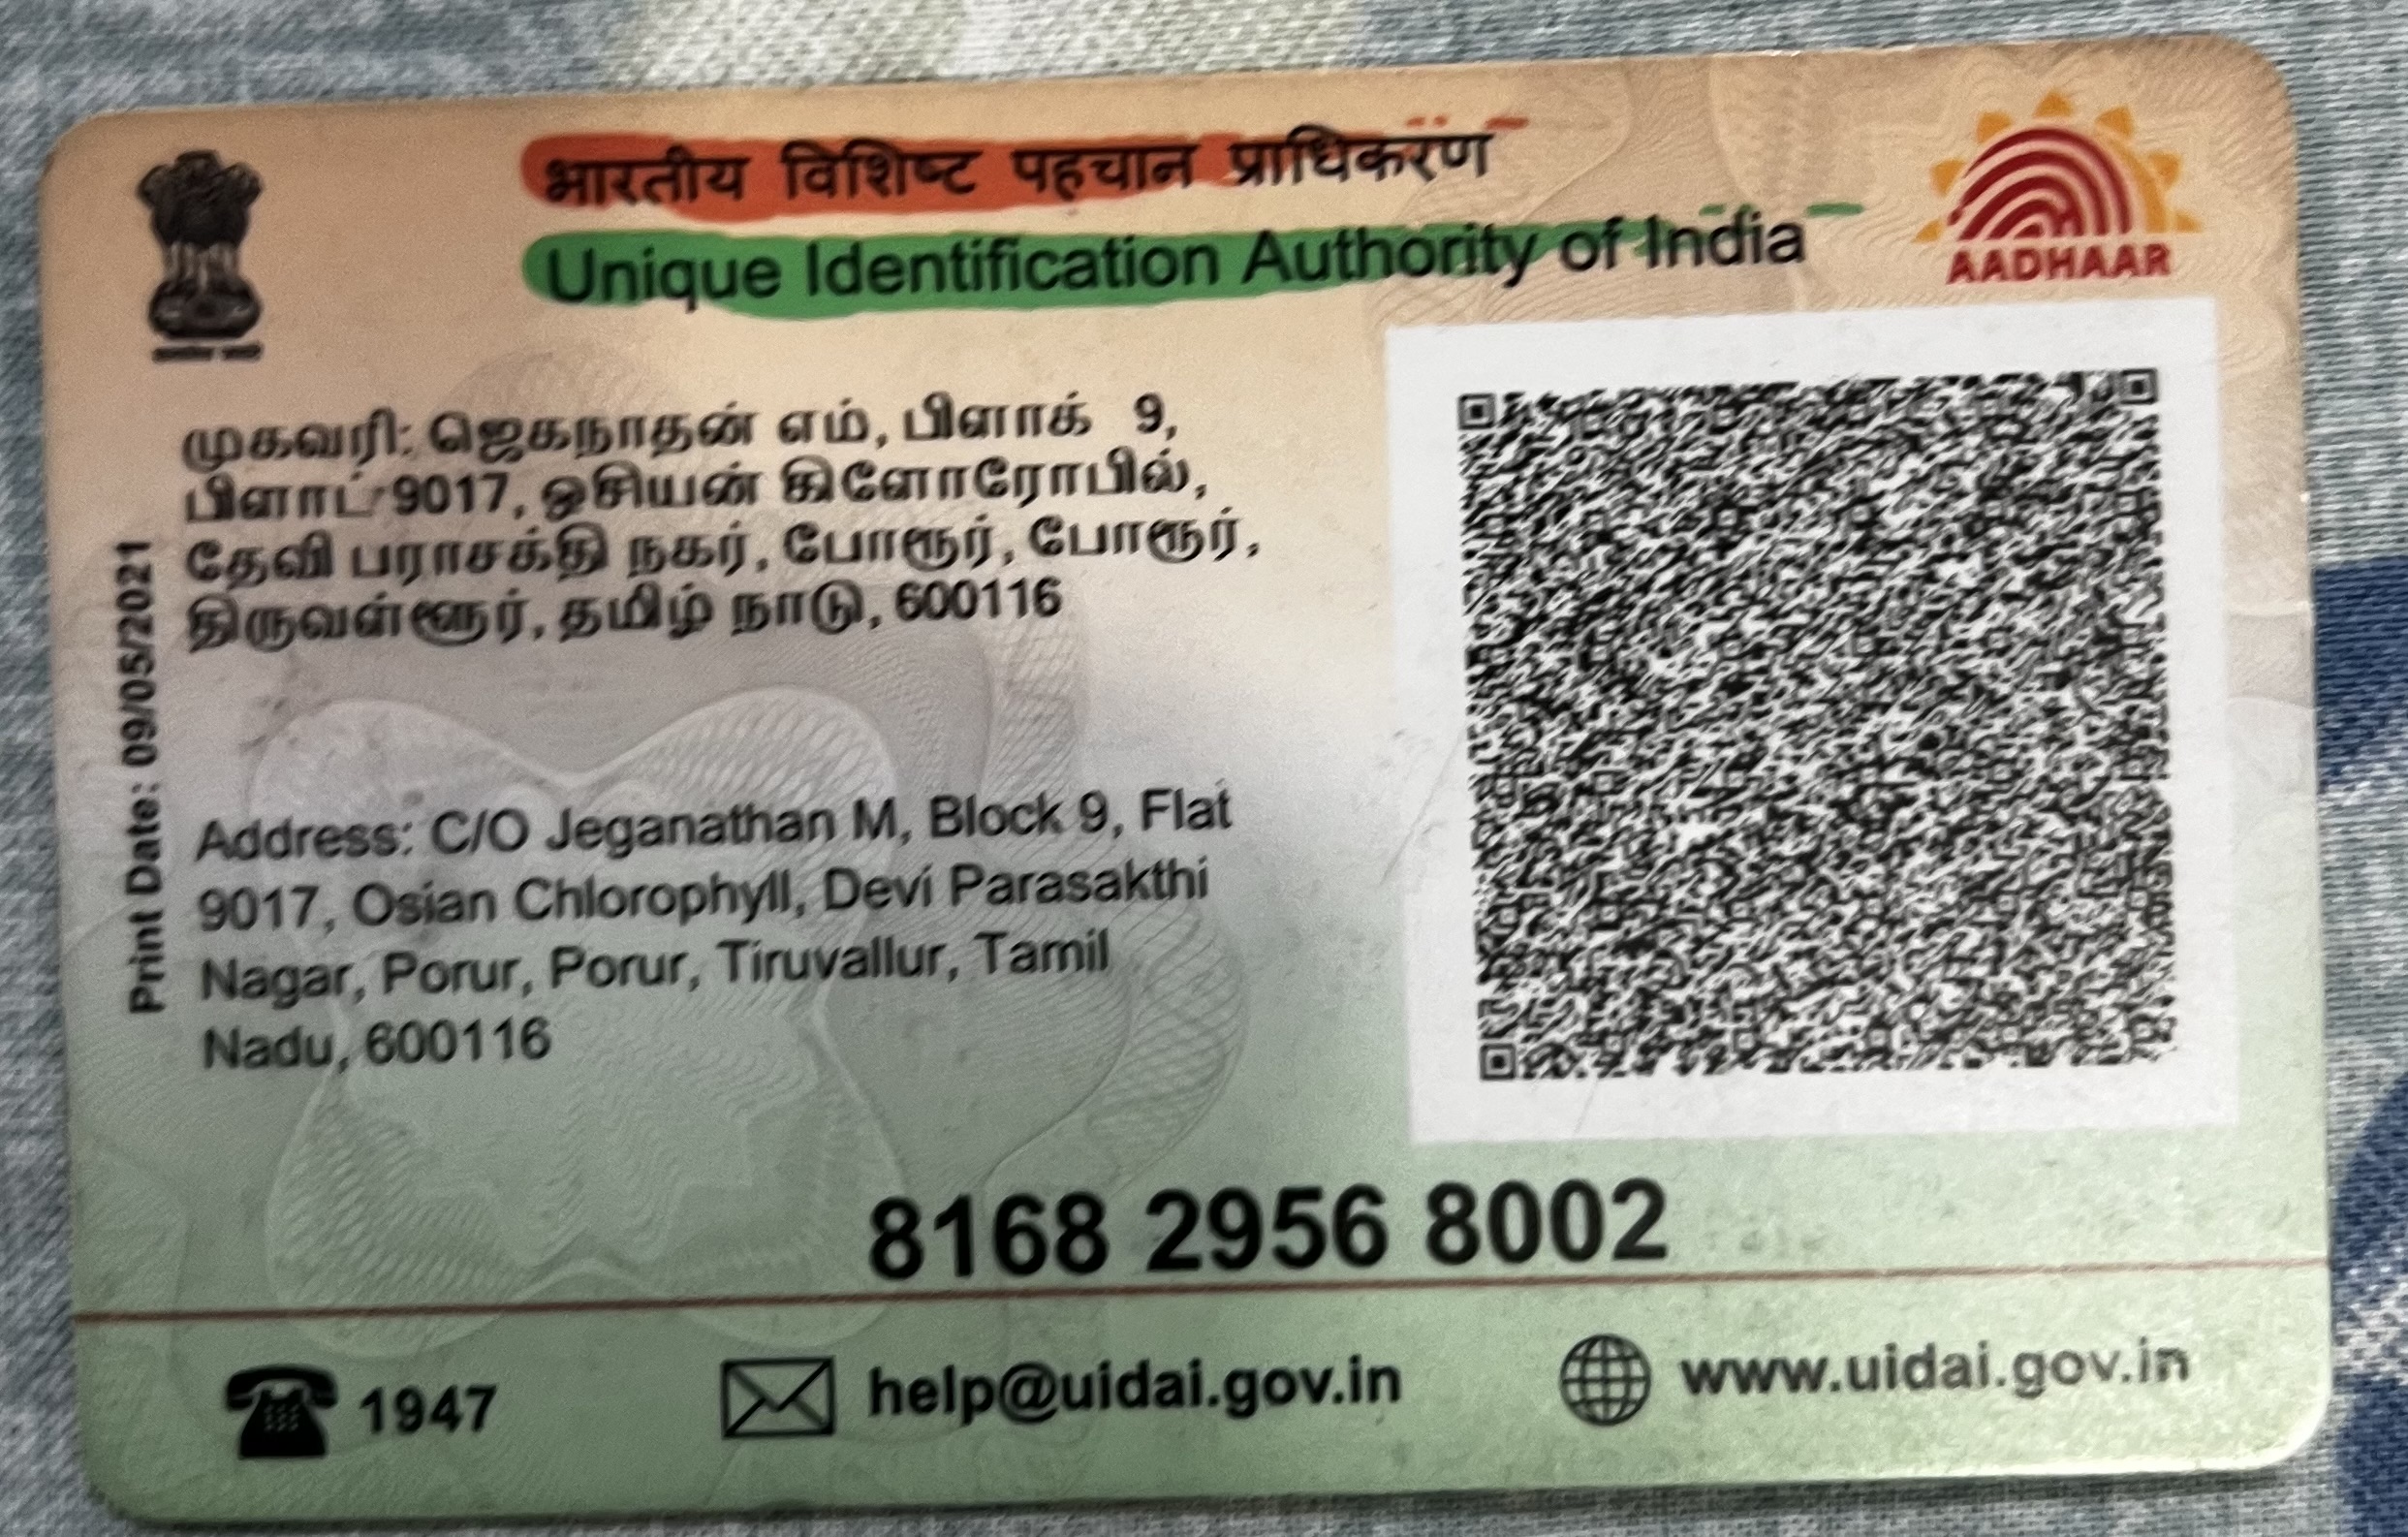 भारतीय विशिष्ट पहचान प्राधिकरण
Unique Identification Authority of India
AADHAAR
முகவரி: ஜெகநாதன் எம், பிளாக் 9,
பிளாட் 9017, ஒசியன் கிளோரோபில்,
தேவி பராசக்தி நகர், போரூர், போரூர்,
திருவள்ளூர், தமிழ் நாடு, 600116
Print Date: 09/05/2021
Address: C/O Jeganathan M, Block 9, Flat
9017, Osian Chlorophyll, Devi Parasakthi
Nagar, Porur, Porur, Tiruvallur, Tamil
Nadu, 600116
8168 2956 8002
1947
help@uidai.gov.in
www.uidai.gov.in